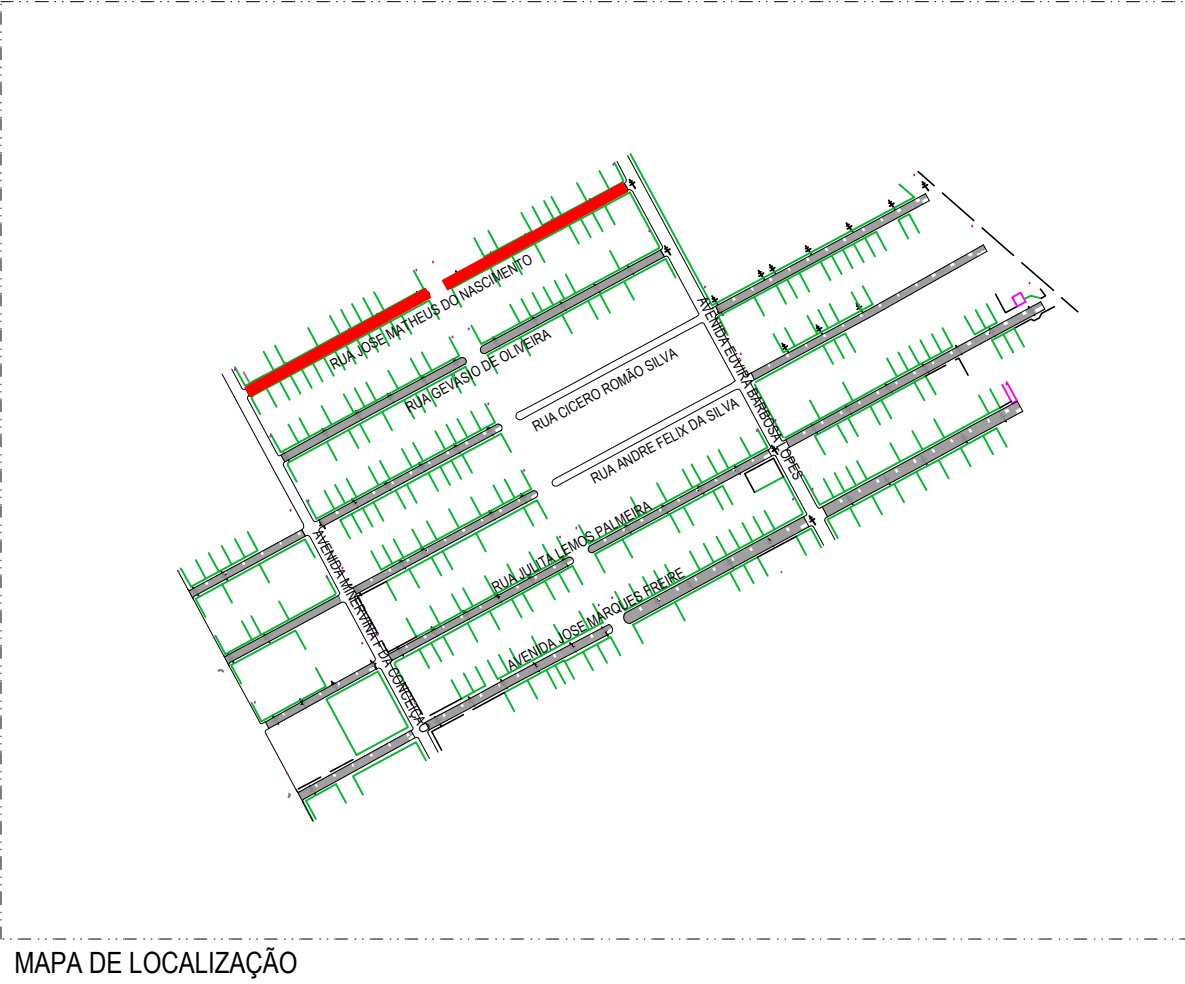 RUA JOSE MATHEUS DO NASCIMENTO
RUA GEVASIO DE OLIVEIRA
RUA CICERO ROMÃO SILVA
RUA ANDRE FELIX DA SILVA
AVENIDA EUVIRA BARBOSA LOPES
RUA JULITA LEMOS PALMEIRA
AVENIDA JOSE MARQUES FREIRE
AVENIDA MINERVINA F DA CONCEIÇÃO
MAPA DE LOCALIZAÇÃO